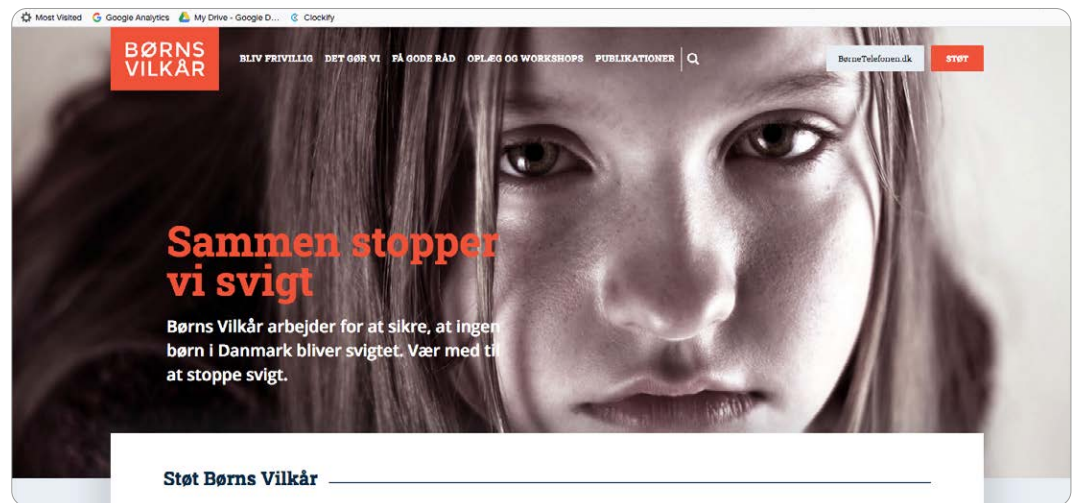 Most Visited Google Analytics My Drive - Google D... Clockify
BØRNS
VILKÅR
BLIV FRIVILLIG DET GØR VI FÅ GODE RÅD OPLÆG OG WORKSHOPS PUBLIKATIONER
BørneTelefonen.dk STØT
Sammen stopper
vi svigt
Børns Vilkår arbejder for at sikre, at ingen
børn i Danmark bliver svigtet. Vær med til
at stoppe svigt.
Støt Børns Vilkår